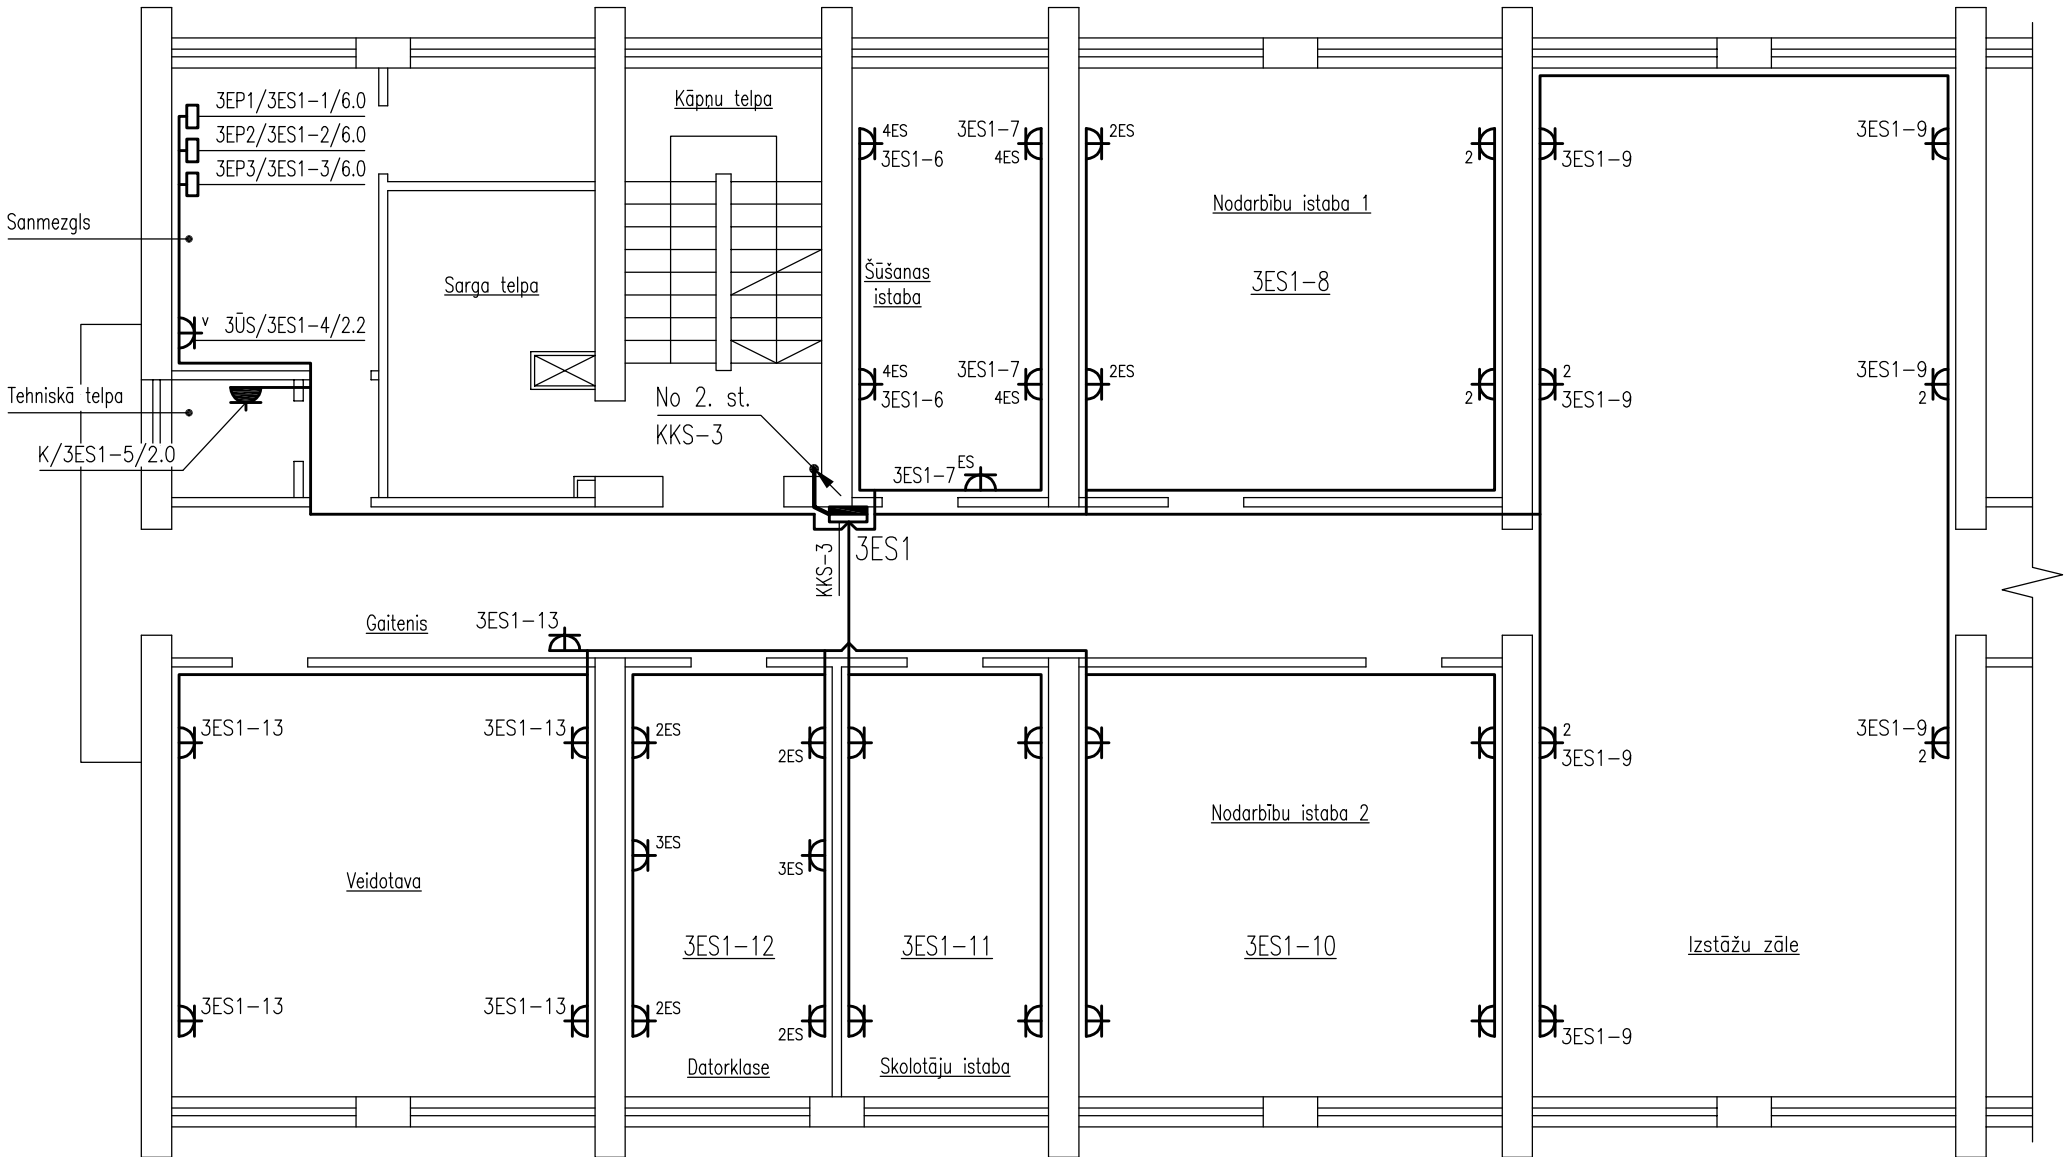 3EP1/3ES1-1/6.0
3EP2/3ES1-2/6.0
3EP3/3ES1-3/6.0
Sanmezgls
v 3ŪS/3ES1-4/2.2
Tehniskā telpa
K/3ES1-5/2.0
Sarga telpa
Kāpņu telpa
No 2. st.
KKS-3
4ES
3ES1-6
3ES1-7
4ES
Šūšanas
istaba
4ES
3ES1-6
3ES1-7
4ES
3ES1-7 ES
2ES
2
Nodarbību istaba 1
3ES1-8
2ES
2
3ES1-9
3ES1-9
2
3ES1-9
3ES1-9
2
KKS-3
3ES1
Gaitenis
3ES1-13
3ES1-13
3ES1-13
Veidotava
3ES1-13
3ES1-13
2ES
2ES
3ES
3ES
3ES1-12
2ES
2ES
Datorklase
3ES1-11
Skolotāju istaba
Nodarbību istaba 2
3ES1-10
2
3ES1-9
3ES1-9
2
Izstāžu zāle
3ES1-9